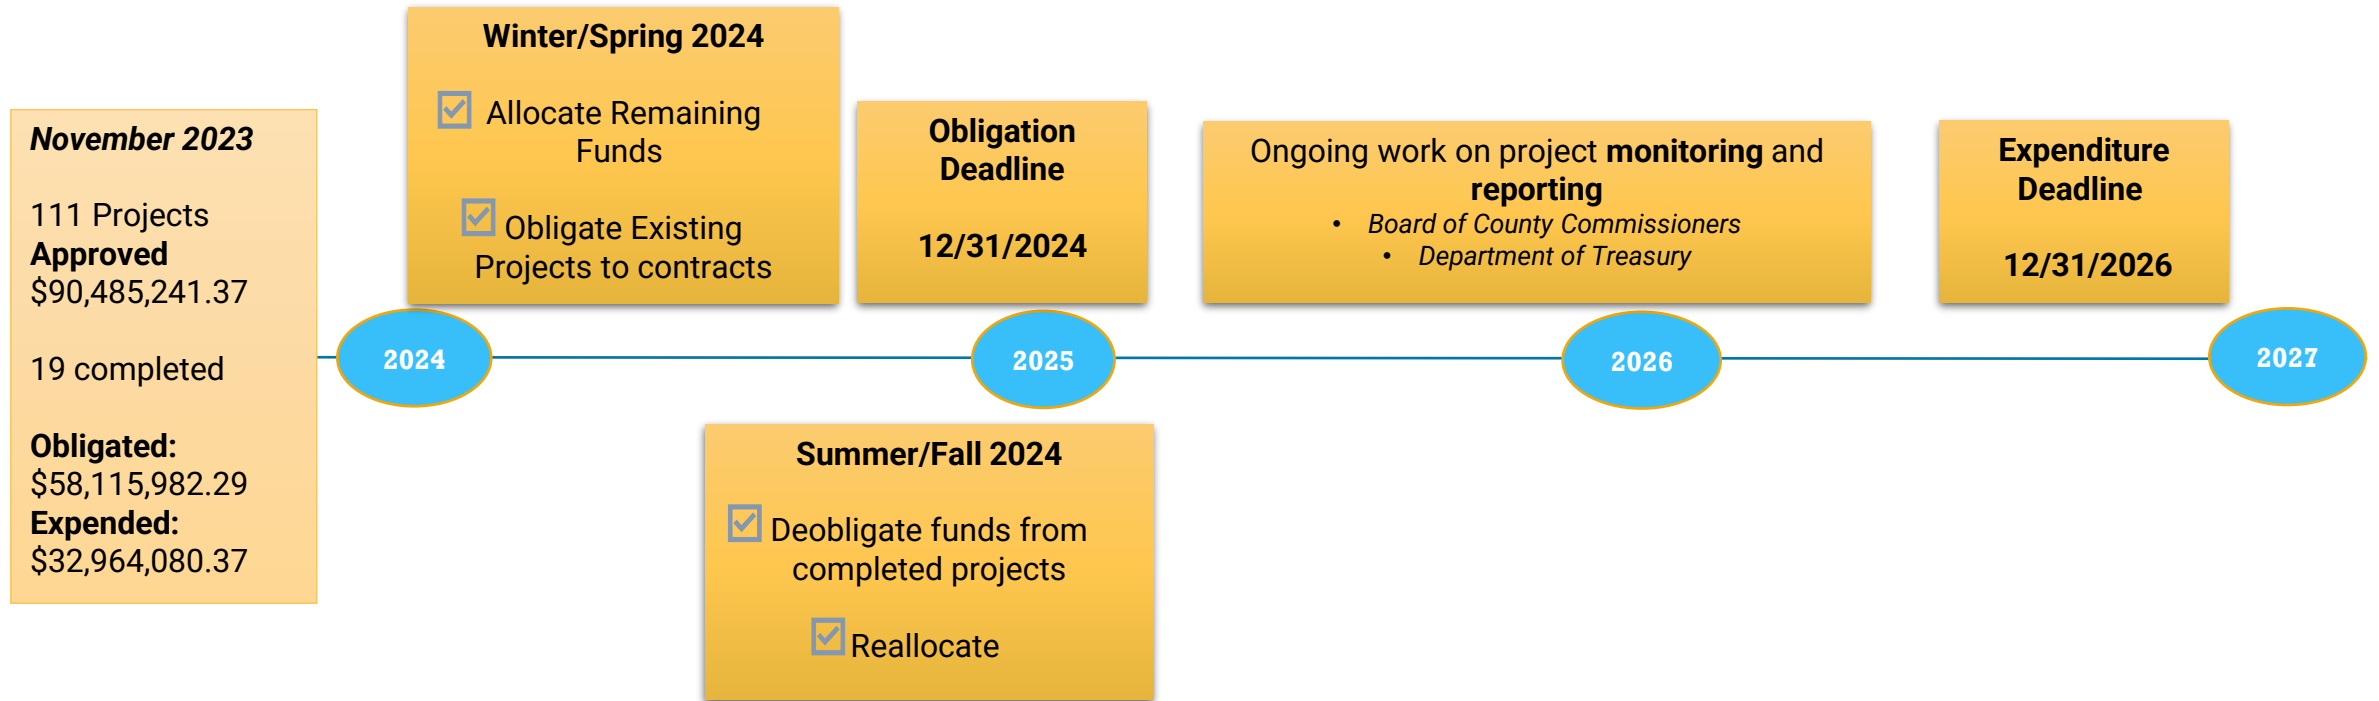 November 2023
111 Projects
Approved
$90,485,241.37
19 completed
Obligated:
$58,115,982.29
Expended:
$32,964,080.37
Winter/Spring 2024
Allocate Remaining
Funds
Obligate Existing
Projects to contracts
Obligation
Deadline
12/31/2024
Ongoing work on project monitoring and
reporting
• Board of County Commissioners
• Department of Treasury
Expenditure
Deadline
12/31/2026
2024
2025
2026
2027
Summer/Fall 2024
Deobligate funds from
completed projects
Reallocate